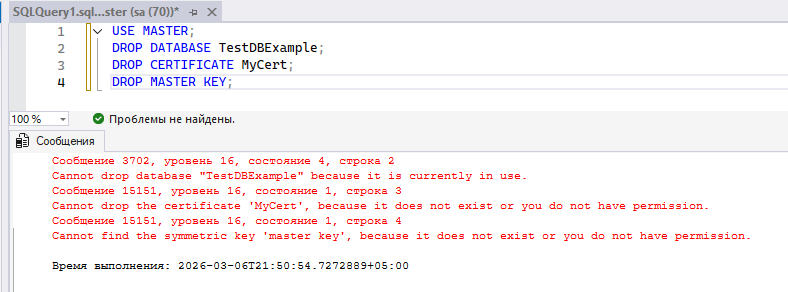 SQLQuery1.sql...ster (sa (70))*
1 USE MASTER;
2 DROP DATABASE TestDBExample;
3 DROP CERTIFICATE MyCert;
4 DROP MASTER KEY;
100 % Проблемы не найдены.
Сообщения
Сообщение 3702, уровень 16, состояние 4, строка 2
Cannot drop database "TestDBExample" because it is currently in use.
Сообщение 15151, уровень 16, состояние 1, строка 3
Cannot drop the certificate 'MyCert', because it does not exist or you do not have permission.
Сообщение 15151, уровень 16, состояние 1, строка 4
Cannot find the symmetric key 'master key', because it does not exist or you do not have permission.
Время выполнения: 2026-03-06T21:50:54.7272889+05:00